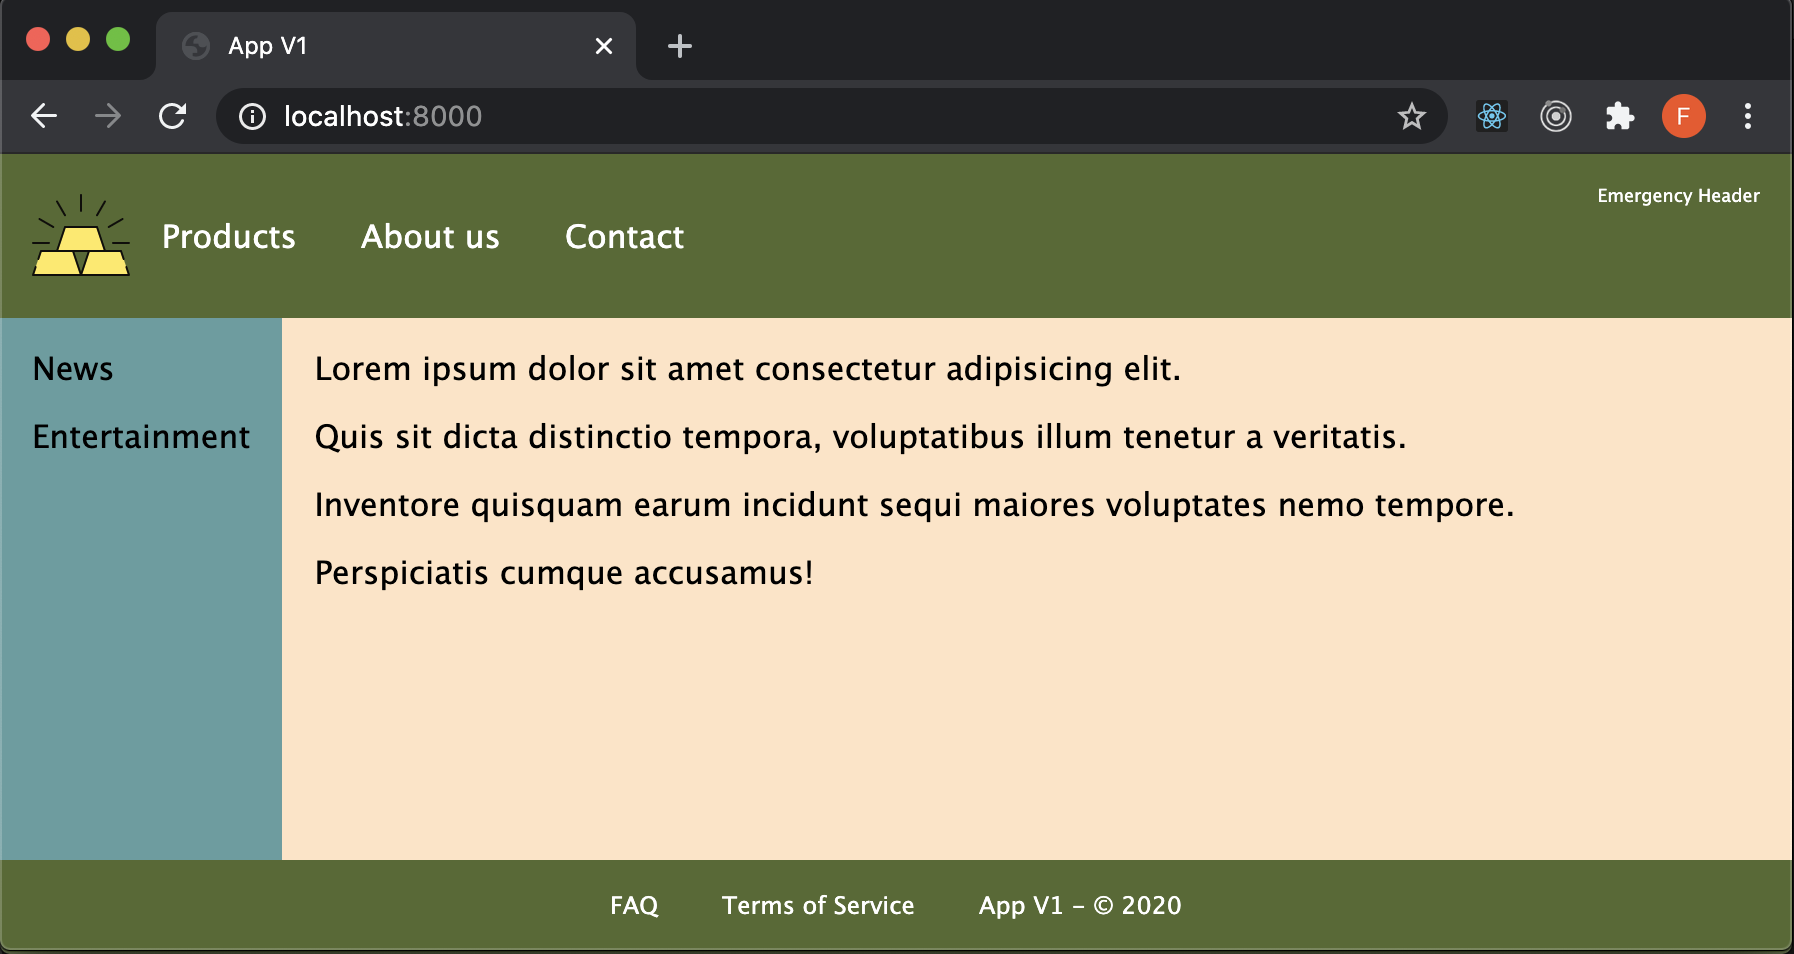 App V1
localhost:8000
F
Emergency Header
Products About us Contact
News
Entertainment
Lorem ipsum dolor sit amet consectetur adipisicing elit.
Quis sit dicta distinctio tempora, voluptatibus illum tenetur a veritatis.
Inventore quisquam earum incidunt sequi maiores voluptates nemo tempore.
Perspiciatis cumque accusamus!
FAQ Terms of Service App V1 – © 2020